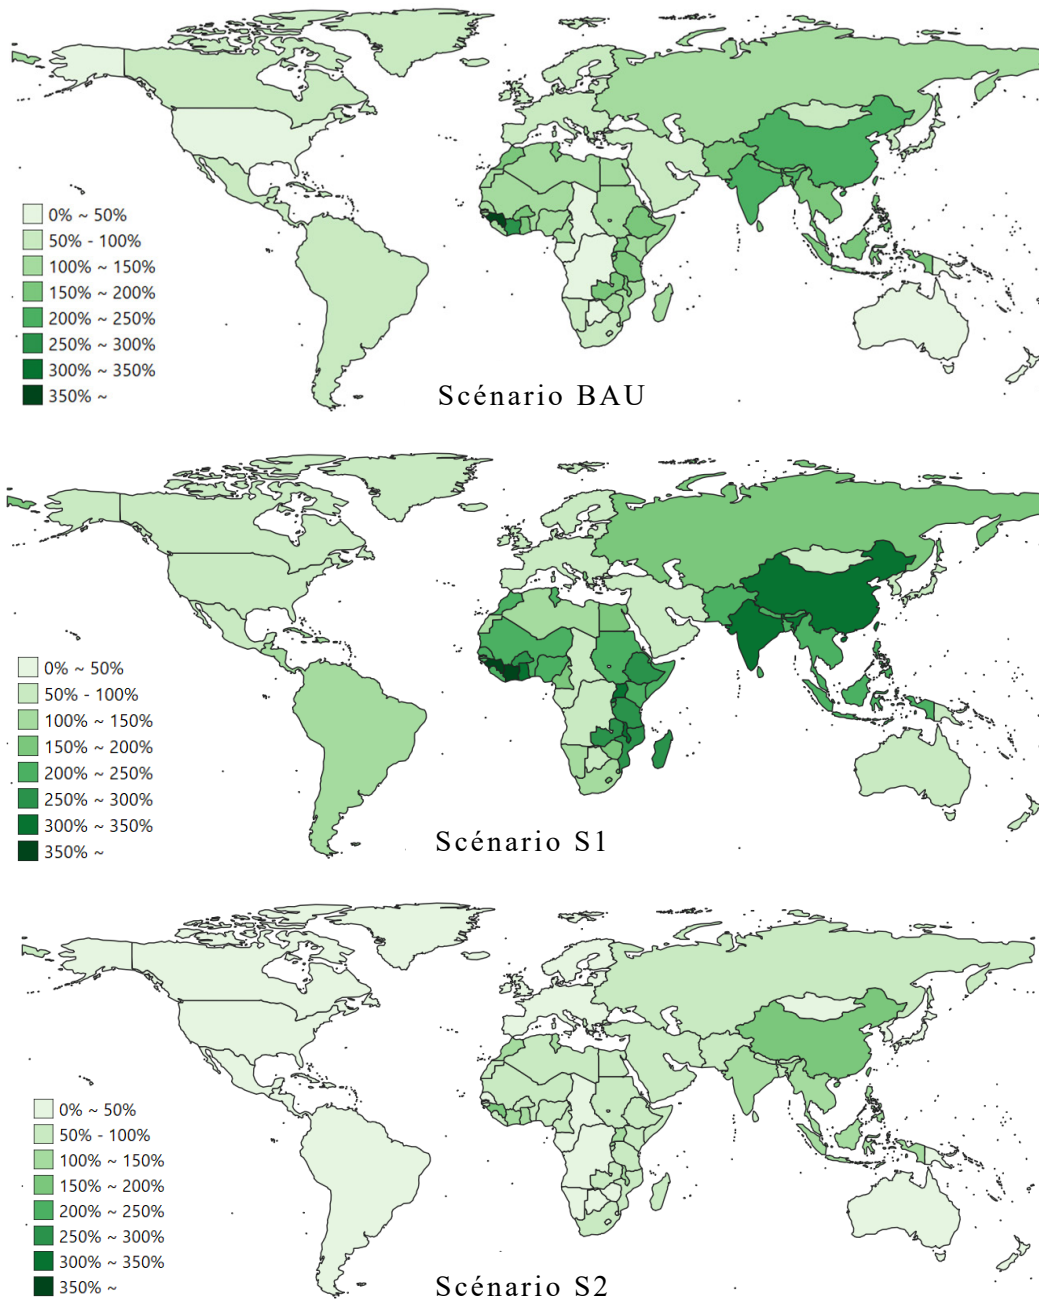 0% ~ 50%
50% - 100%
100% ~ 150%
150% ~ 200%
200% ~ 250%
250% ~ 300%
300% ~ 350%
350% ~
Scénario BAU
0% ~ 50%
50% - 100%
100% ~ 150%
150% ~ 200%
200% ~ 250%
250% ~ 300%
300% ~ 350%
350% ~
Scénario S1
0% ~ 50%
50% - 100%
100% ~ 150%
150% ~ 200%
200% ~ 250%
250% ~ 300%
300% ~ 350%
350% ~
Scénario S2